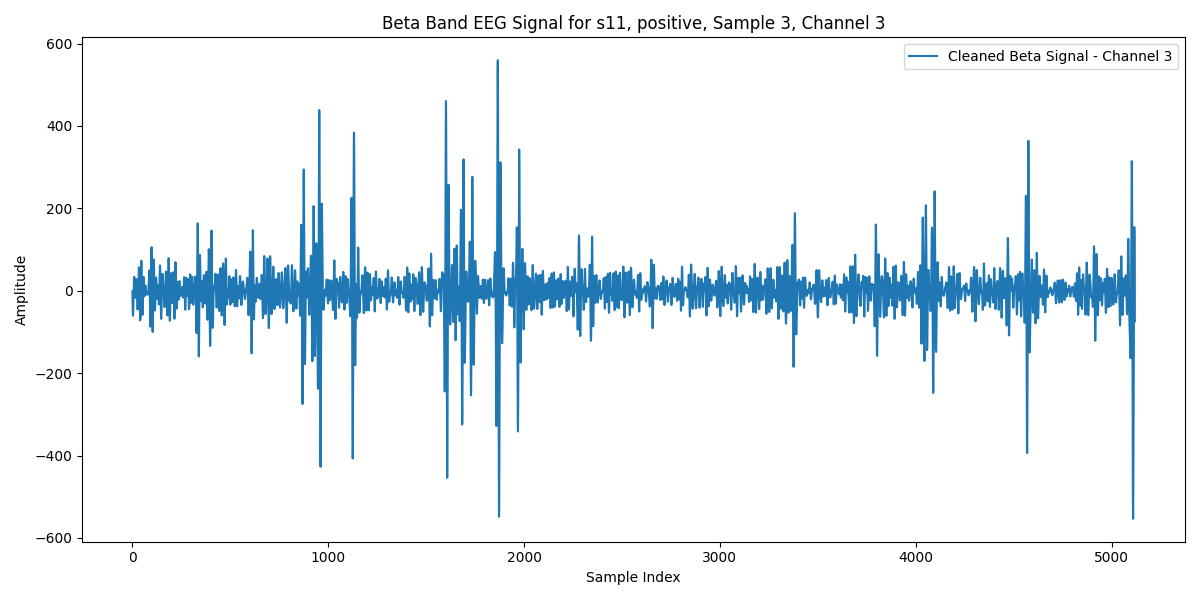 Beta Band EEG Signal for s11, positive, Sample 3, Channel 3
Cleaned Beta Signal - Channel 3
600
400
200
0
−200
−400
−600
Amplitude
0 1000 2000 3000 4000 5000
Sample Index